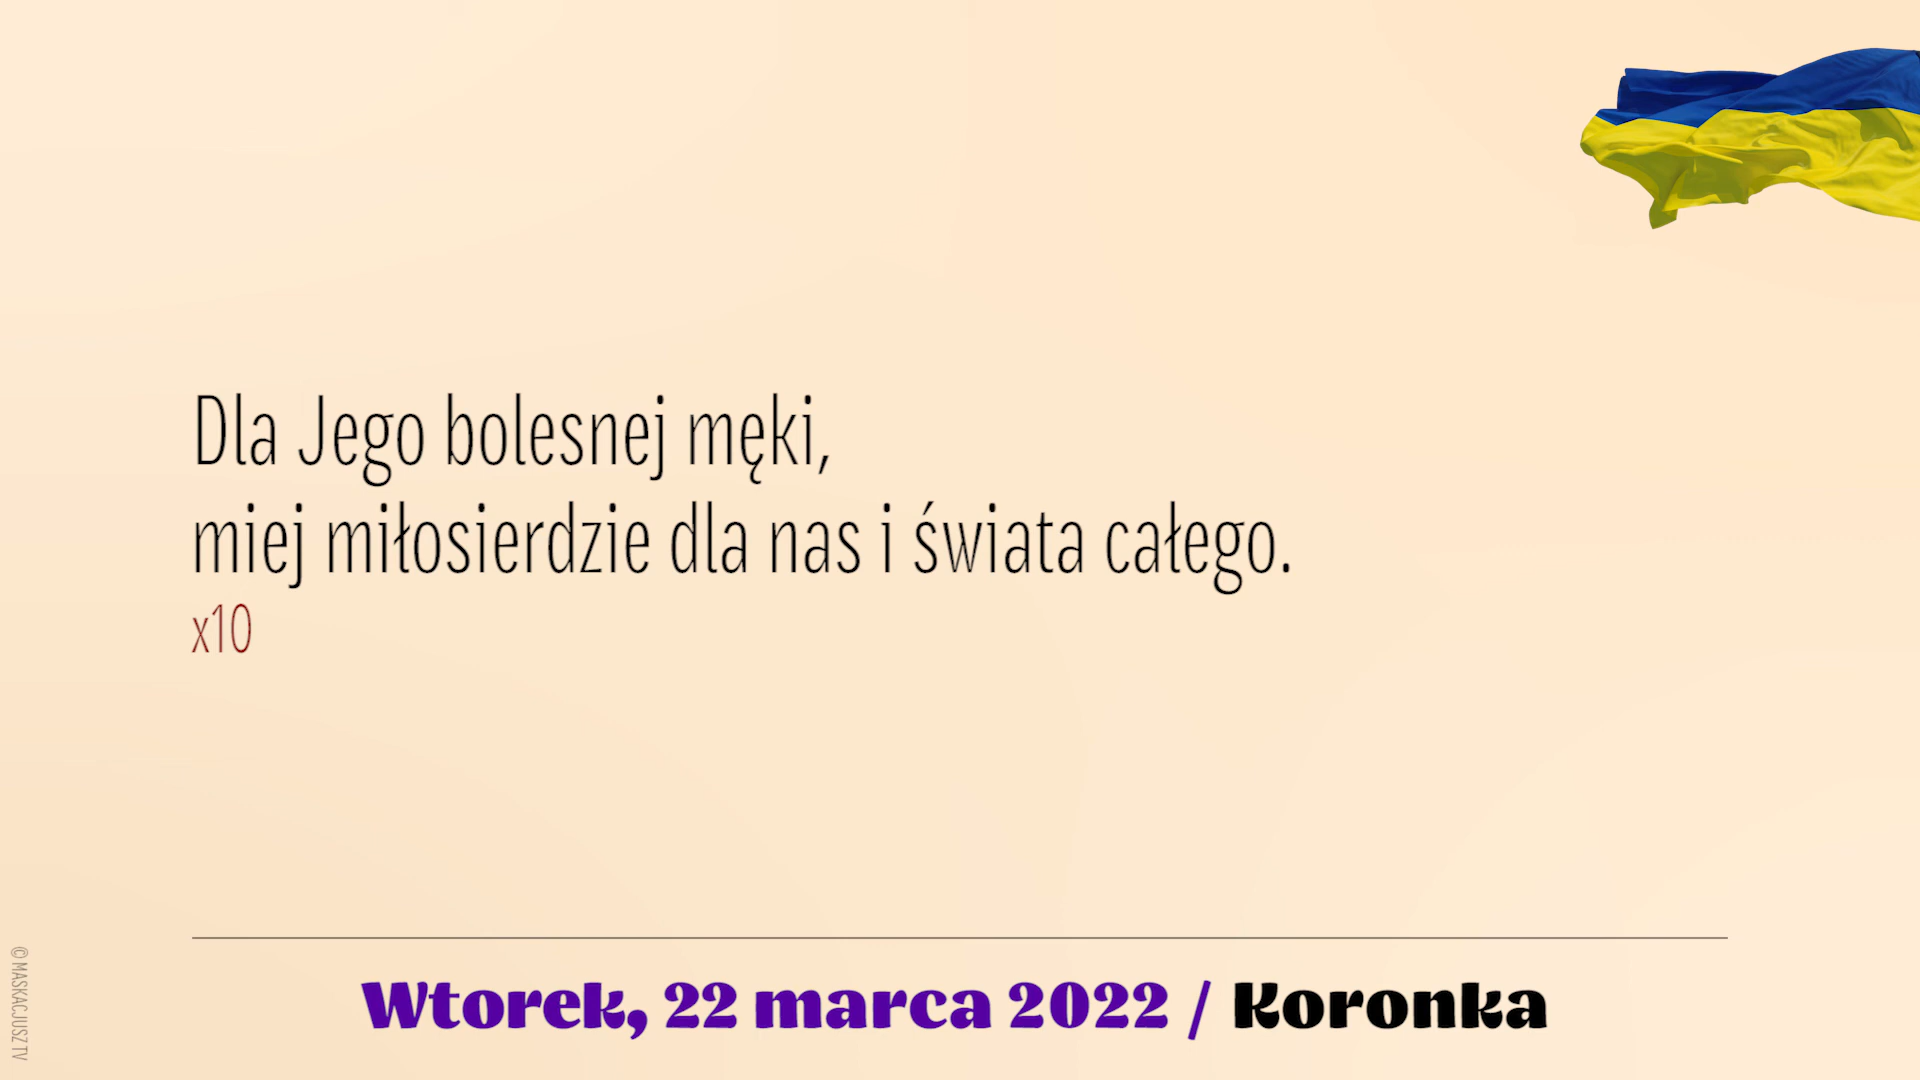 Dla Jego bolesnej męki,
miej miłosierdzie dla nas i świata całego.
x10
Wtorek, 22 marca 2022 / Koronka
© MASKACJUSZ TV